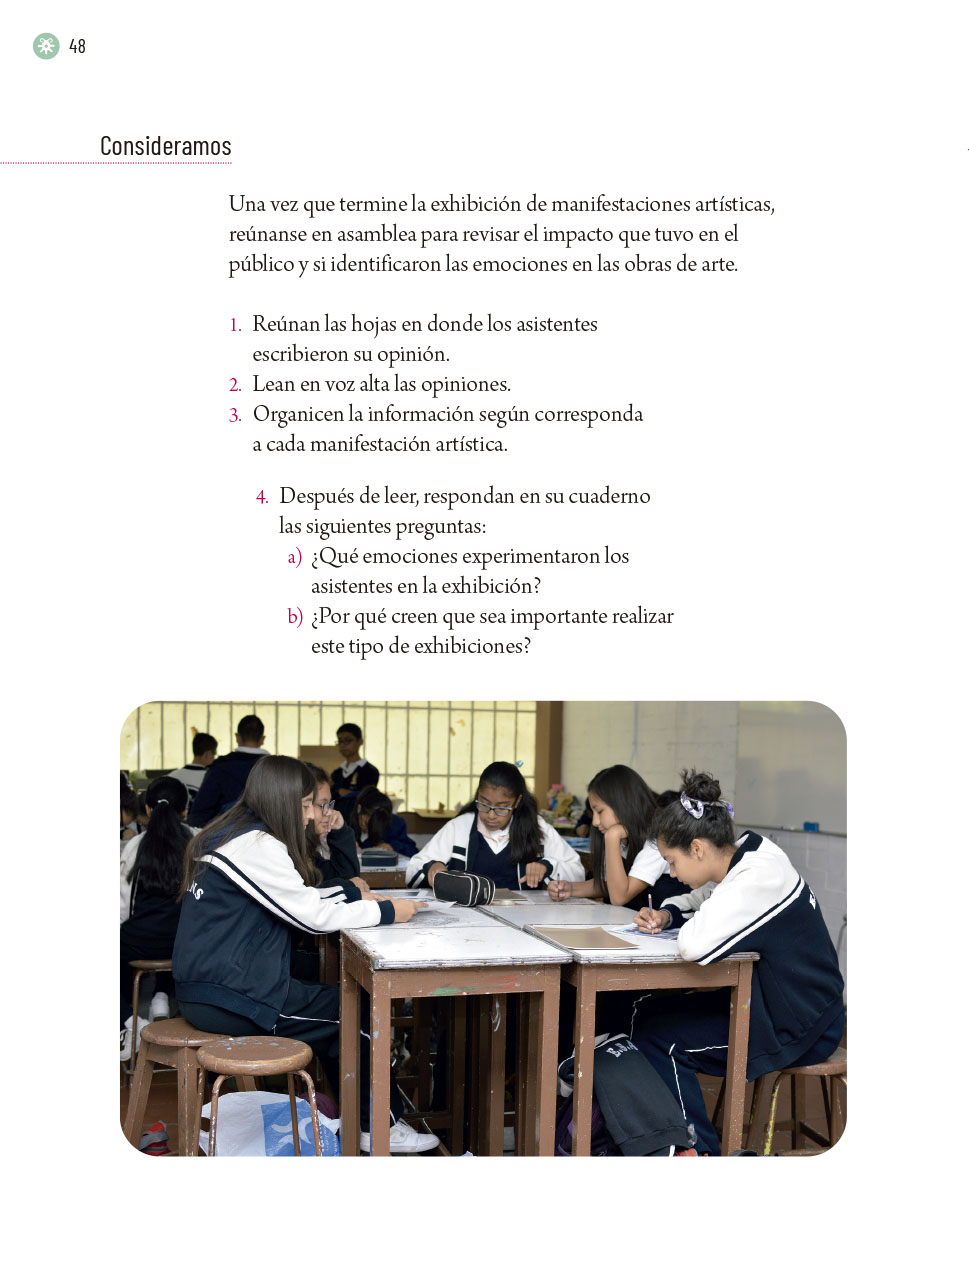 48
Consideramos
Una vez que termine la exhibición de manifestaciones artísticas,
reúnanse en asamblea para revisar el impacto que tuvo en el
público y si identificaron las emociones en las obras de arte.
1. Reúnan las hojas en donde los asistentes
escribieron su opinión.
2. Lean en voz alta las opiniones.
3. Organicen la información según corresponda
a cada manifestación artística.
4. Después de leer, respondan en su cuaderno
las siguientes preguntas:
a) ¿Qué emociones experimentaron los
asistentes en la exhibición?
b) ¿Por qué creen que sea importante realizar
este tipo de exhibiciones?